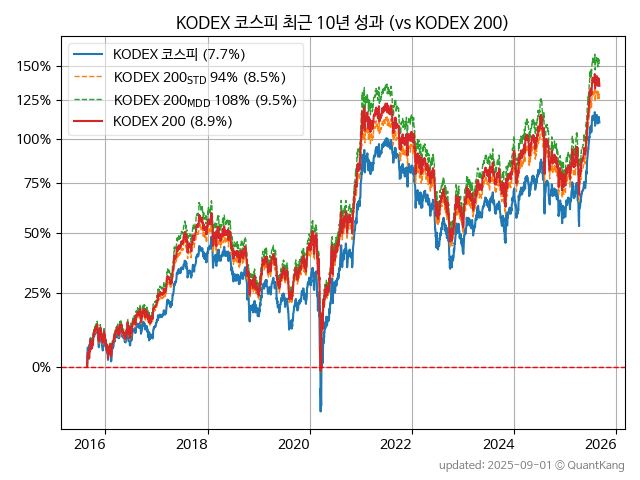 KODEX 코스피 최근 10년 성과 (vs KODEX 200)
KODEX 코스피 (7.7%)
KODEX 200STD 94% (8.5%)
KODEX 200MDD 108% (9.5%)
KODEX 200 (8.9%)
150%
125%
100%
75%
50%
25%
0%
2016 2018 2020 2022 2024 2026
updated: 2025-09-01 © QuantKang